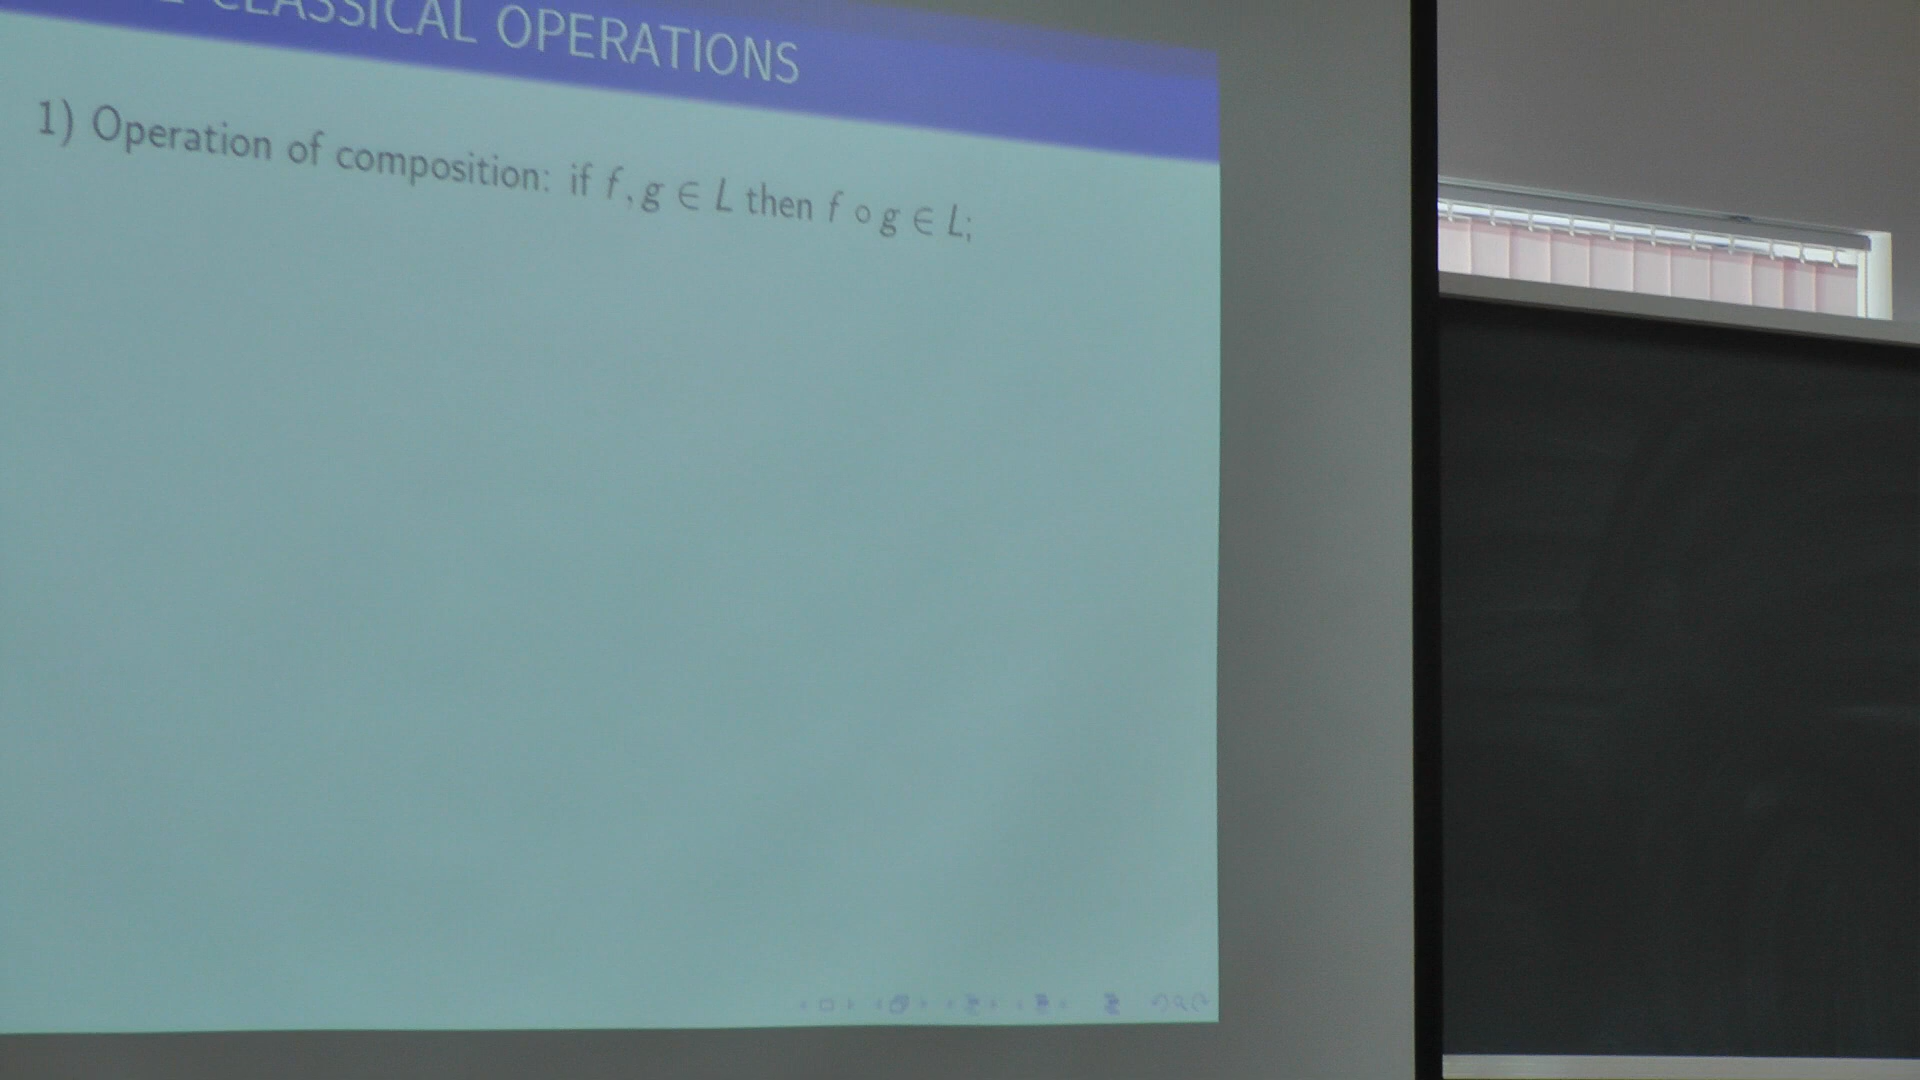 CLASSICAL OPERATIONS
1) Operation of composition: if f, g ∈ L then f ∘ g ∈ L;